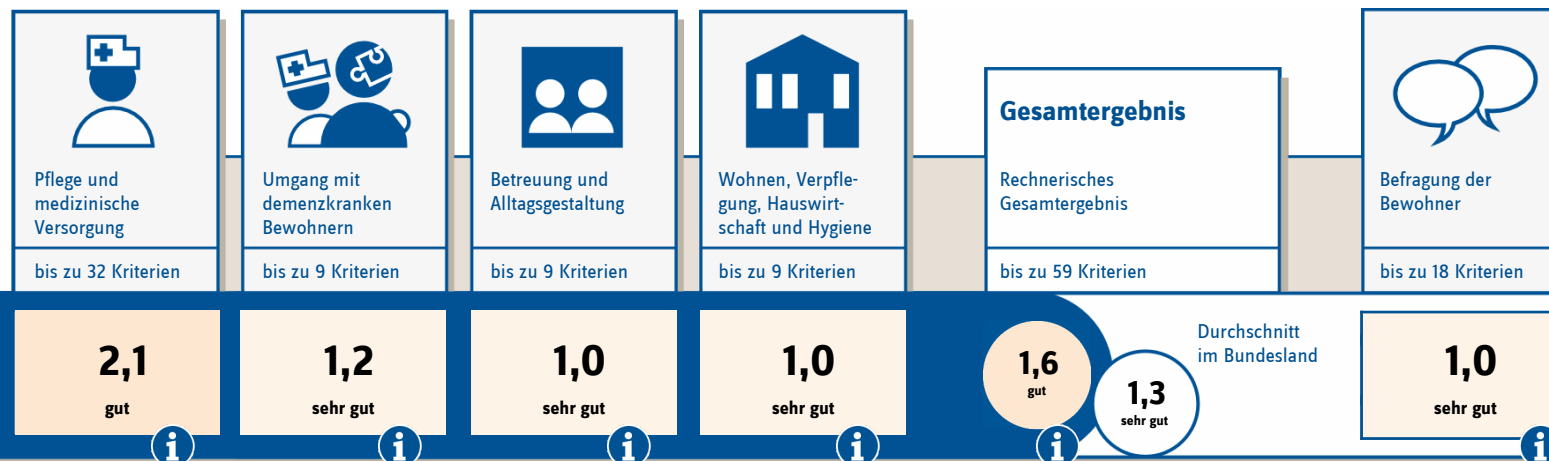 Pflege und
medizinische
Versorgung
bis zu 32 Kriterien
2,1
gut
i
Umgang mit
demenzkranken
Bewohnern
bis zu 9 Kriterien
1,2
sehr gut
i
Betreuung und
Alltagsgestaltung
bis zu 9 Kriterien
1,0
sehr gut
i
Wohnen, Verpfle-
gung, Hauswirt-
schaft und Hygiene
bis zu 9 Kriterien
1,0
sehr gut
i
Gesamtergebnis
Rechnerisches
Gesamtergebnis
bis zu 59 Kriterien
1,6
gut
i
1,3
sehr gut
Durchschnitt
im Bundesland
Befragung der
Bewohner
bis zu 18 Kriterien
1,0
sehr gut
i